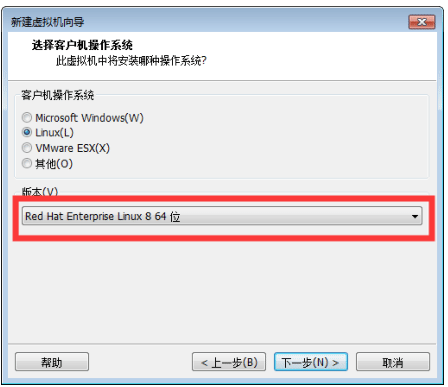 新建虚拟机向导
选择客户机操作系统
此虚拟机中将安装哪种操作系统?
客户机操作系统
Microsoft Windows(W)
Linux(L)
VMware ESX(X)
其他(O)
版本(V)
Red Hat Enterprise Linux 8 64 位
帮助
< 上一步(B)
下一步(N) >
取消